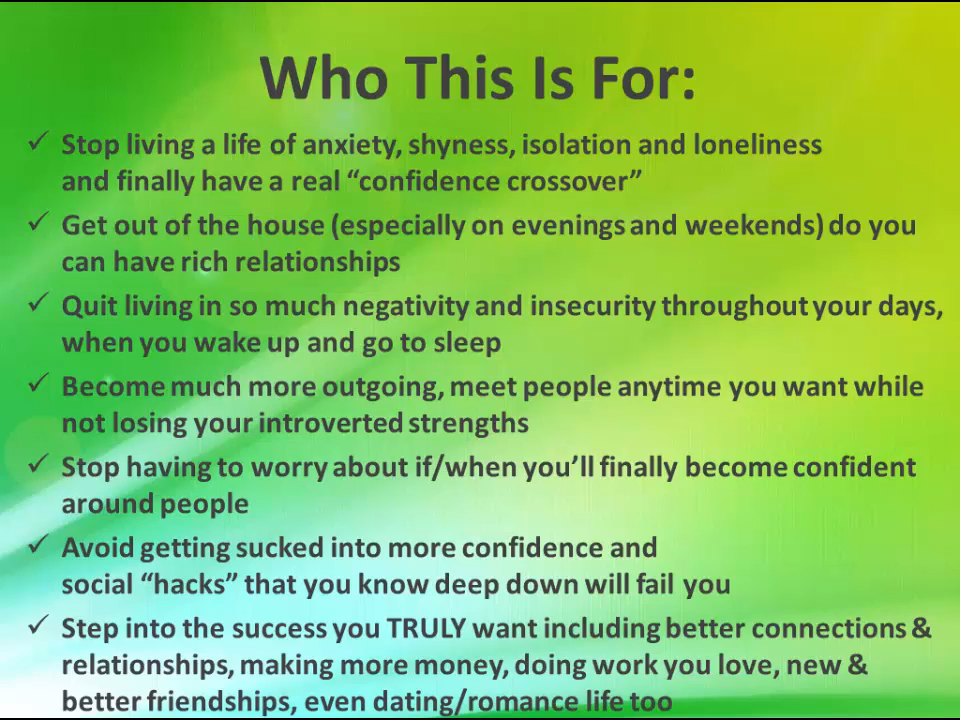 Who This Is For:
✓ Stop living a life of anxiety, shyness, isolation and loneliness
and finally have a real “confidence crossover”
✓ Get out of the house (especially on evenings and weekends) do you
can have rich relationships
✓ Quit living in so much negativity and insecurity throughout your days,
when you wake up and go to sleep
✓ Become much more outgoing, meet people anytime you want while
not losing your introverted strengths
✓ Stop having to worry about if/when you’ll finally become confident
around people
✓ Avoid getting sucked into more confidence and
social “hacks” that you know deep down will fail you
✓ Step into the success you TRULY want including better connections &
relationships, making more money, doing work you love, new &
better friendships, even dating/romance life too